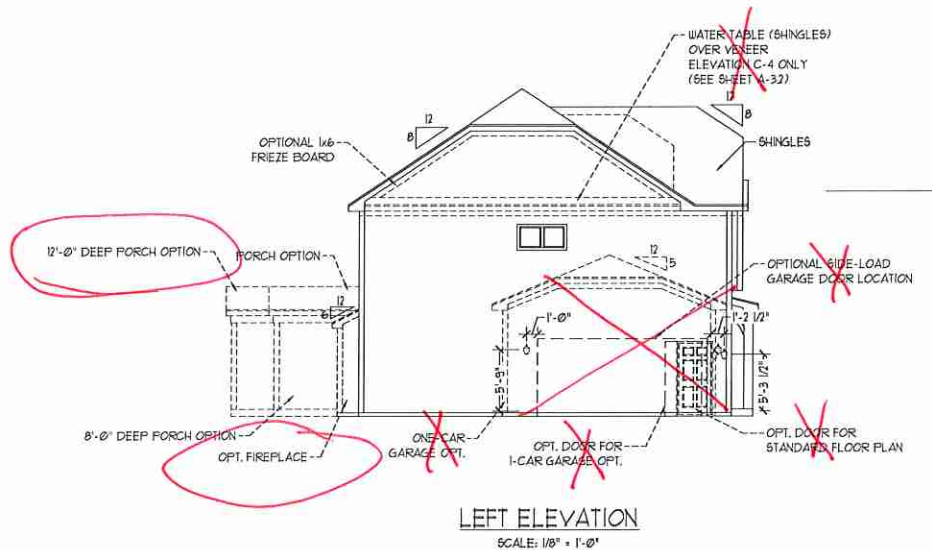 WATER TABLE (SHINGLES)
OVER VENEER
ELEVATION C-4 ONLY
(SEE SHEET A-3.2)
12
8
12
8
OPTIONAL 1x6
FRIEZE BOARD
SHINGLES
12'-0" DEEP PORCH OPTION
PORCH OPTION
12
5
OPTIONAL SIDE-LOAD
GARAGE DOOR LOCATION
12
6
1'-0"
1'-2 1/2"
5'-9"
5'-3 1/2"
8'-0" DEEP PORCH OPTION
ONE-CAR
GARAGE OPT.
OPT. DOOR FOR
1-CAR GARAGE OPT.
OPT. DOOR FOR
STANDARD FLOOR PLAN
OPT. FIREPLACE
LEFT ELEVATION
SCALE: 1/8" = 1'-0"